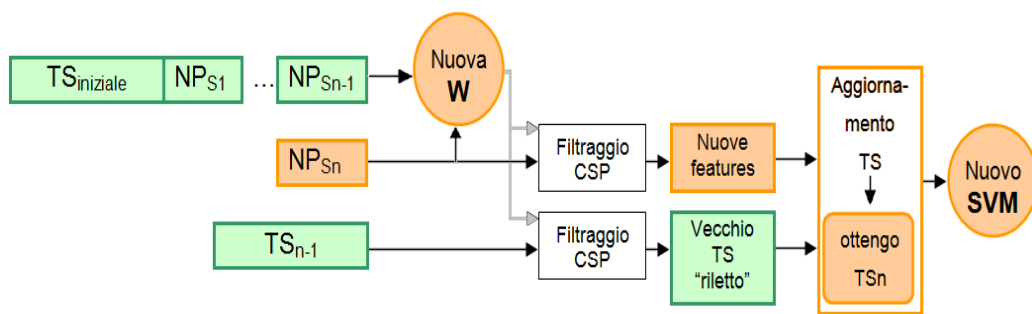 TSiniziale NPS1 ... NPSn-1
Nuova
W
NPSn
Filtraggio
CSP
Nuove
features
TSn-1
Filtraggio
CSP
Vecchio
TS
“riletto”
Aggiorna-
mento
TS
ottengo
TSn
Nuovo
SVM